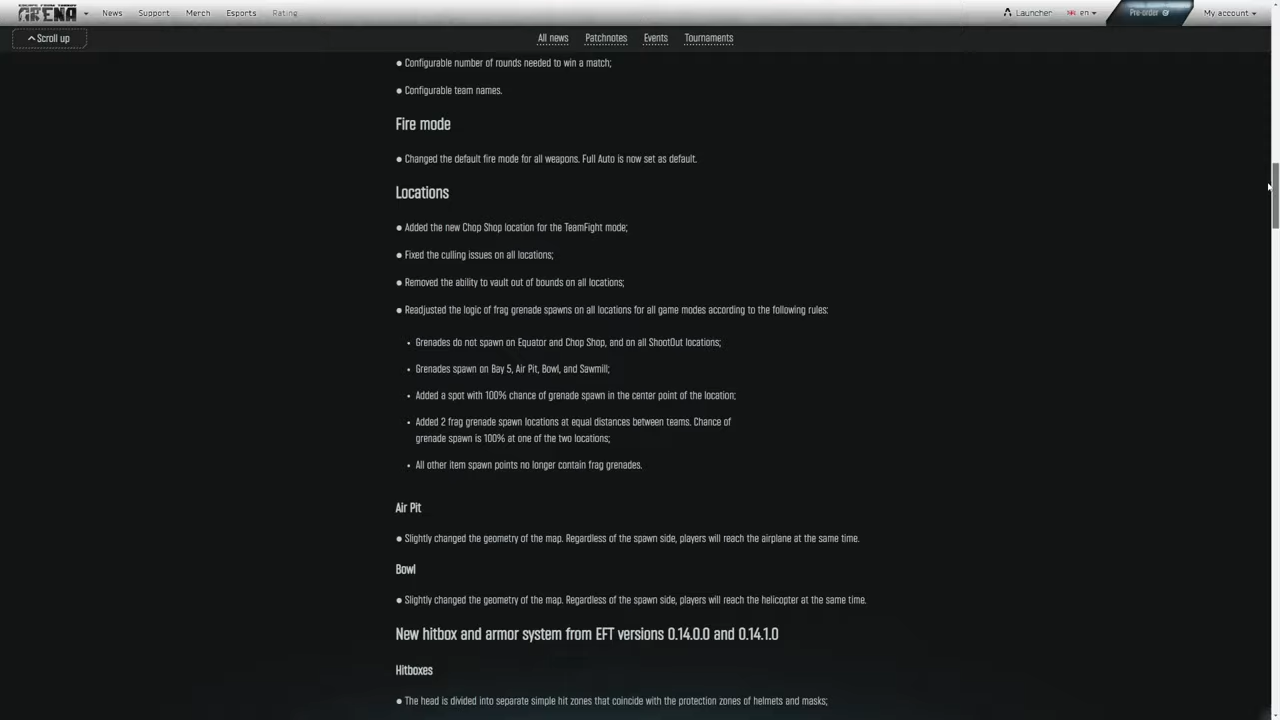 ESCAPE FROM TARKOV
ARENA
News
Support
Merch
Esports
Rating
Launcher
en
Pre-order
My account
Scroll up
All news
Patchnotes
Events
Tournaments
● Configurable number of rounds needed to win a match;
● Configurable team names.
Fire mode
● Changed the default fire mode for all weapons. Full Auto is now set as default.
Locations
● Added the new Chop Shop location for the TeamFight mode;
● Fixed the culling issues on all locations;
● Removed the ability to vault out of bounds on all locations;
● Readjusted the logic of frag grenade spawns on all locations for all game modes according to the following rules:
• Grenades do not spawn on Equator and Chop Shop, and on all ShootOut locations;
• Grenades spawn on Bay 5, Air Pit, Bowl, and Sawmill;
• Added a spot with 100% chance of grenade spawn in the center point of the location;
• Added 2 frag grenade spawn locations at equal distances between teams. Chance of
grenade spawn is 100% at one of the two locations;
• All other item spawn points no longer contain frag grenades.
Air Pit
● Slightly changed the geometry of the map. Regardless of the spawn side, players will reach the airplane at the same time.
Bowl
● Slightly changed the geometry of the map. Regardless of the spawn side, players will reach the helicopter at the same time.
New hitbox and armor system from EFT versions 0.14.0.0 and 0.14.1.0
Hitboxes
● The head is divided into separate simple hit zones that coincide with the protection zones of helmets and masks;